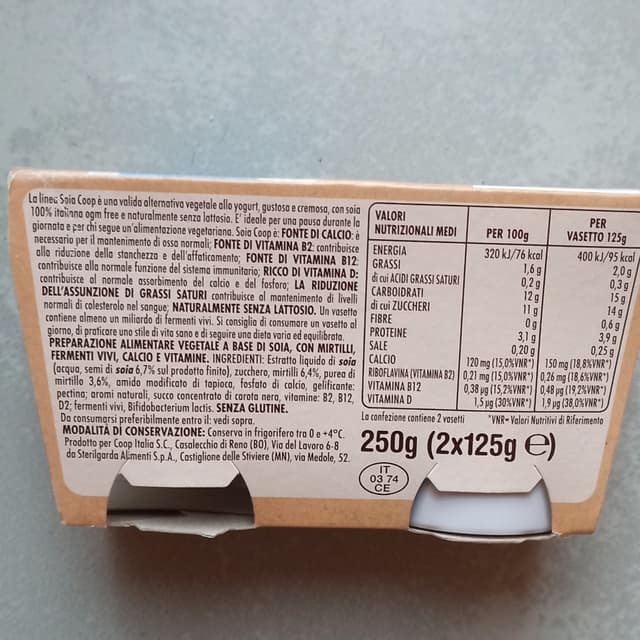 La linea Soia Coop è una valida alternativa vegetale allo yogurt, gustosa e cremosa, con soia
100% italiana ogm free e naturalmente senza lattosio. E' ideale per una pausa durante la
giornata e per chi segue un'alimentazione vegetariana. Soia Coop è: FONTE DI CALCIO: è
necessario per il mantenimento di ossa normali; FONTE DI VITAMINA B2: contribuisce
alla riduzione della stanchezza e dell'affaticamento; FONTE DI VITAMINA B12:
contribuisce alla normale funzione del sistema immunitario; RICCO DI VITAMINA D:
contribuisce al normale assorbimento del calcio e del fosforo; LA RIDUZIONE
DELL'ASSUNZIONE DI GRASSI SATURI contribuisce al mantenimento di livelli
normali di colesterolo nel sangue; NATURALMENTE SENZA LATTOSIO. Un vasetto
contiene almeno un miliardo di fermenti vivi. Si consiglia di consumare un vasetto al
giorno, di praticare uno stile di vita sano e di seguire una dieta varia ed equilibrata.
PREPARAZIONE ALIMENTARE VEGETALE A BASE DI SOIA, CON MIRTILLI,
FERMENTI VIVI, CALCIO E VITAMINE. INGREDIENTI: Estratto liquido di soia
(acqua, semi di soia 6,7% sul prodotto finito), zucchero, mirtilli 6,4%, purea di
mirtillo 3,6%, amido modificato di tapioca, fosfato di calcio, gelificante:
pectina; aromi naturali, succo concentrato di carota nera, vitamine: B2, B12,
D2; fermenti vivi, Bifidobacterium lactis. SENZA GLUTINE.
Da consumarsi preferibilmente entro il: vedi sopra.
MODALITÀ DI CONSERVAZIONE: Conserva in frigorifero tra 0 e +4°C.
Prodotto per Coop Italia S.C., Casalecchio di Reno (BO), Via del Lavoro 6-8
da Sterilgarda Alimenti S.p.A., Castiglione delle Stiviere (MN), via Medole, 52.
VALORI NUTRIZIONALI MEDI PER 100g PER VASETTO 125g
ENERGIA 320 kJ/76 kcal 400 kJ/95 kcal
GRASSI 1,6 g 2,0 g
di cui ACIDI GRASSI SATURI 0,2 g 0,3 g
CARBOIDRATI 12 g 15 g
di cui ZUCCHERI 11 g 14 g
FIBRE 0 g 0,6 g
PROTEINE 3,1 g 3,9 g
SALE 0,20 g 0,25 g
CALCIO 120 mg (15,0%VNR*) 150 mg (18,8%VNR*)
RIBOFLAVINA (VITAMINA B2) 0,21 mg (15,0%VNR*) 0,26 mg (18,6%VNR*)
VITAMINA B12 0,38 µg (15,2%VNR*) 0,48 µg (19,2%VNR*)
VITAMINA D 1,5 µg (30%VNR*) 1,9 µg (38,0%VNR*)
La confezione contiene 2 vasetti *VNR= Valori Nutritivi di Riferimento
250g (2x125g ℮)
IT
03 74
CE